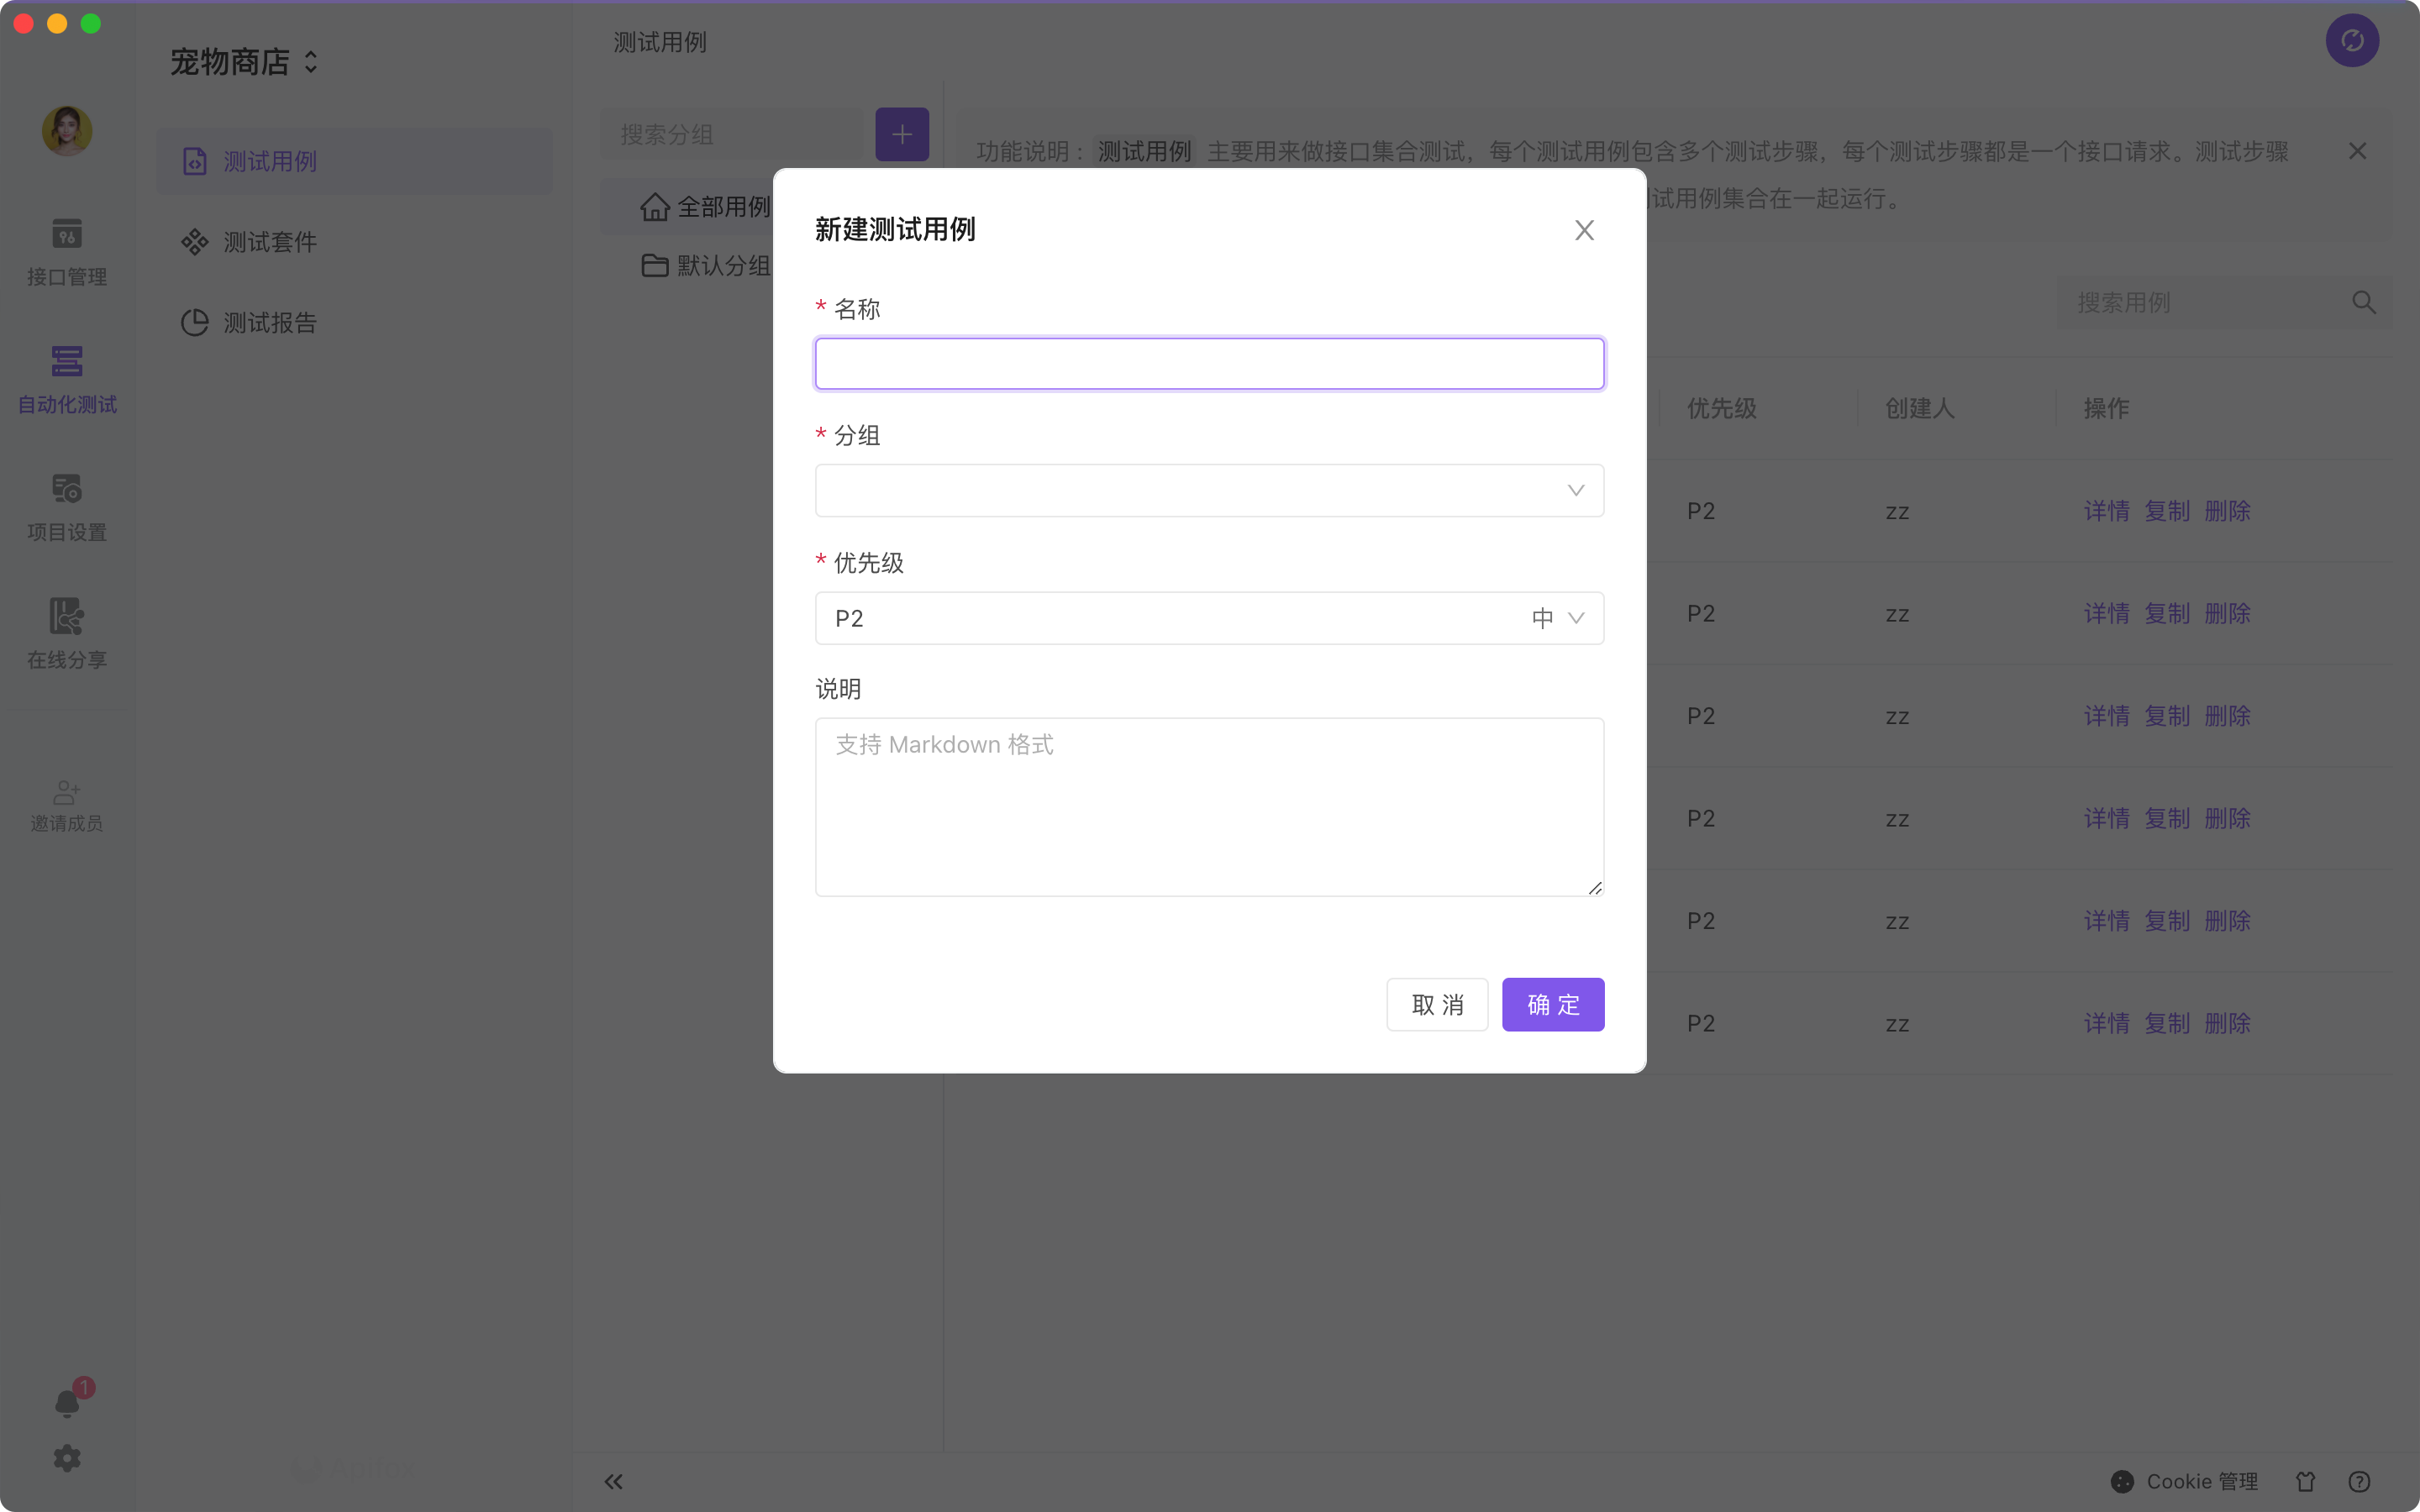 宠物商店
测试用例
测试套件
测试报告
接口管理
自动化测试
项目设置
在线分享
邀请成员
1
测试用例
搜索分组
全部用例
默认分组
功能说明： 测试用例 主要用来做接口集合测试，每个测试用例包含多个测试步骤，每个测试步骤都是一个接口请求。测试步骤
试用例集合在一起运行。
搜索用例
优先级 创建人 操作
P2 zz 详情 复制 删除
P2 zz 详情 复制 删除
P2 zz 详情 复制 删除
P2 zz 详情 复制 删除
P2 zz 详情 复制 删除
P2 zz 详情 复制 删除
新建测试用例
* 名称
* 分组
* 优先级
P2 中
说明
支持 Markdown 格式
取 消 确 定
Cookie 管理